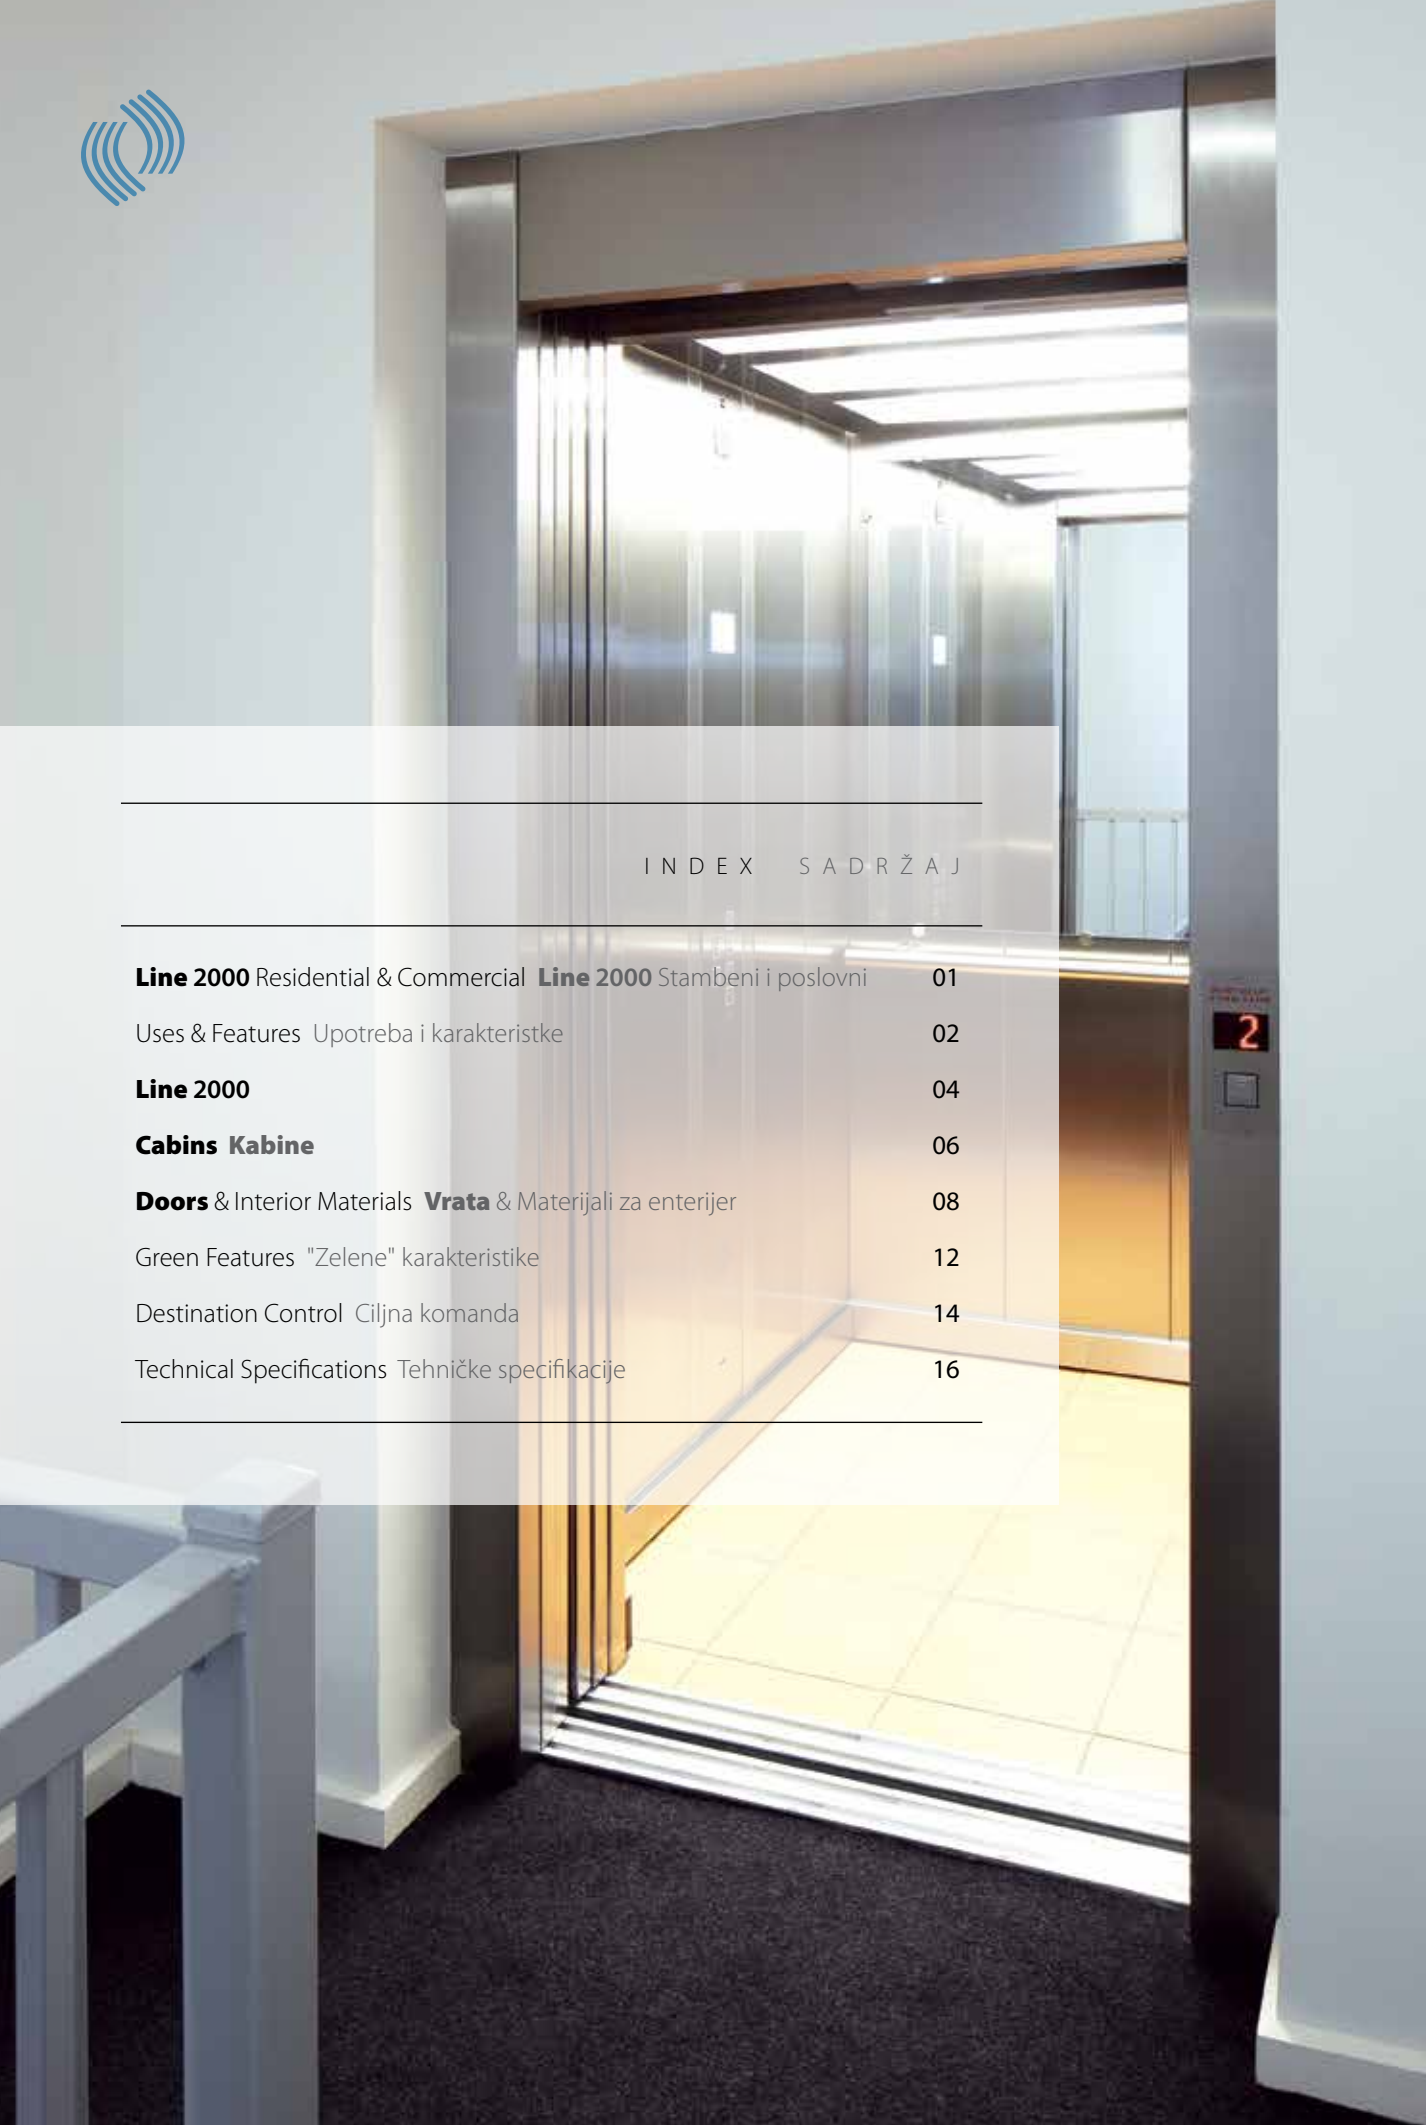 INDEX SADRŽAJ
Line 2000 Residential & Commercial Line 2000 Stambeni i poslovni 01
Uses & Features Upotreba i karakteristke 02
Line 2000 04
Cabins Kabine 06
Doors & Interior Materials Vrata & Materijali za enterijer 08
Green Features "Zelene" karakteristike 12
Destination Control Ciljna komanda 14
Technical Specifications Tehničke specifikacije 16
2